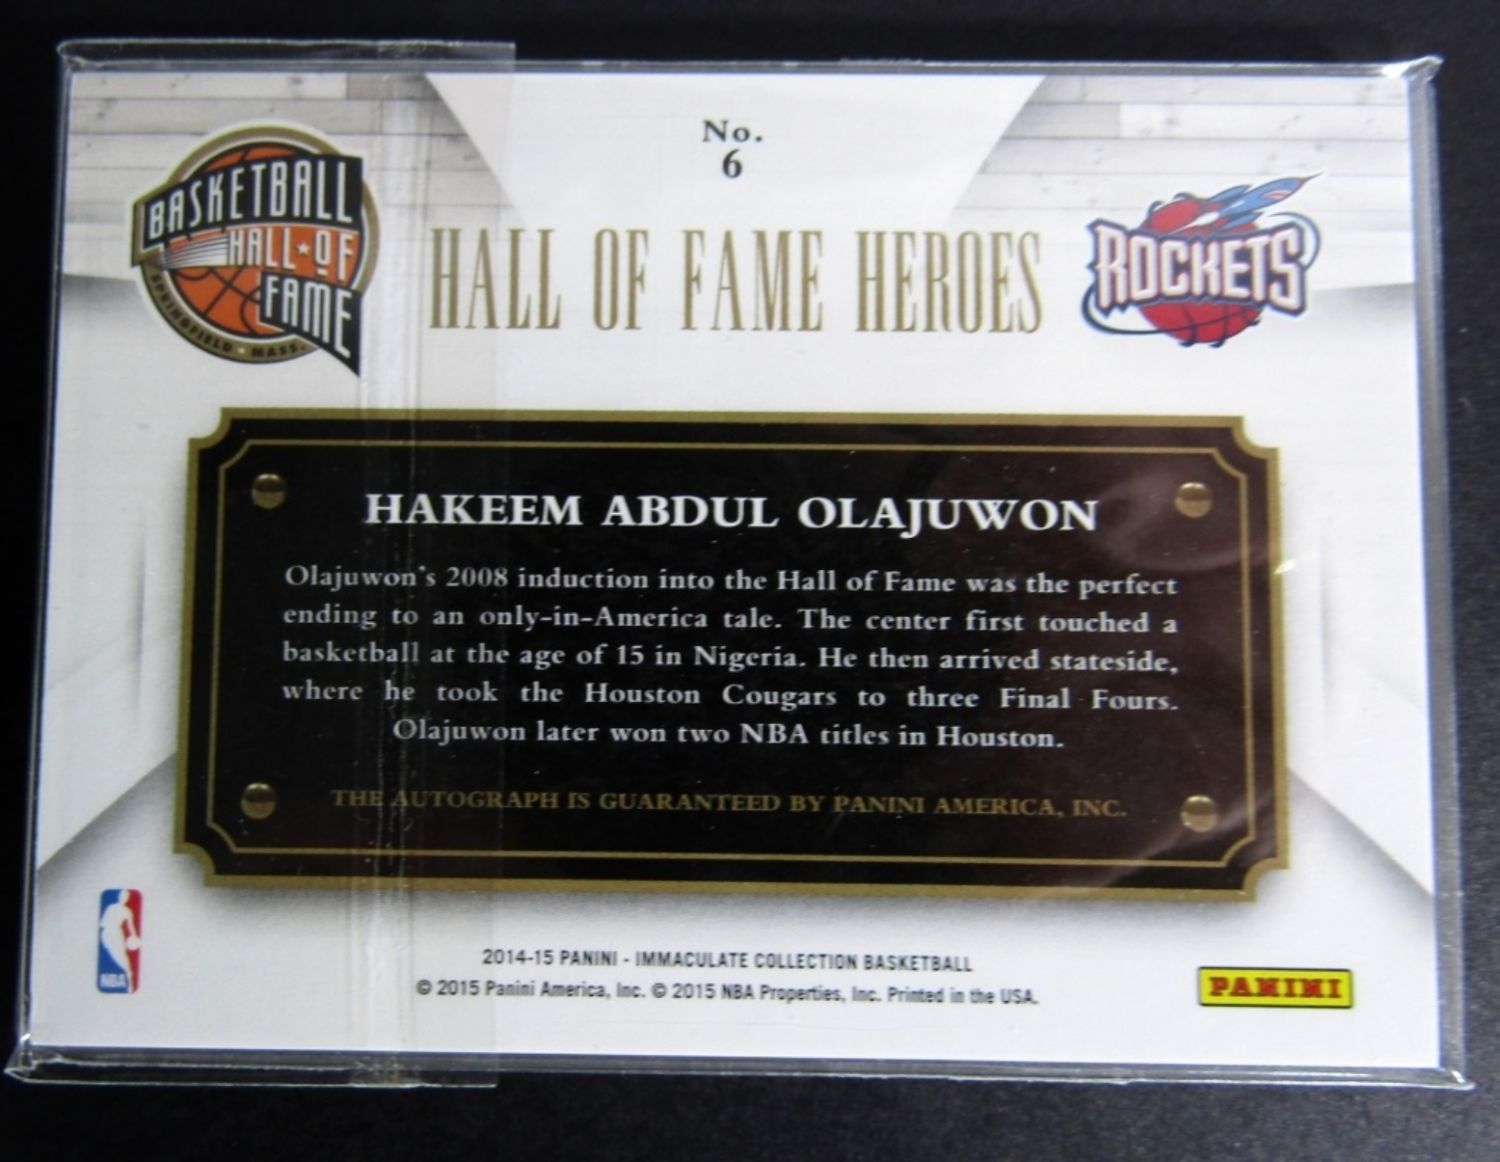 No.
6
BASKETBALL
HALL★OF
FAME
SPRINGFIELD • MASS.
HALL OF FAME HEROES
ROCKETS
HAKEEM ABDUL OLAJUWON
Olajuwon's 2008 induction into the Hall of Fame was the perfect
ending to an only-in-America tale. The center first touched a
basketball at the age of 15 in Nigeria. He then arrived stateside,
where he took the Houston Cougars to three Final Fours.
Olajuwon later won two NBA titles in Houston.
THE AUTOGRAPH IS GUARANTEED BY PANINI AMERICA, INC.
NBA
2014-15 PANINI - IMMACULATE COLLECTION BASKETBALL
© 2015 Panini America, Inc. © 2015 NBA Properties, Inc. Printed in the USA.
PANINI